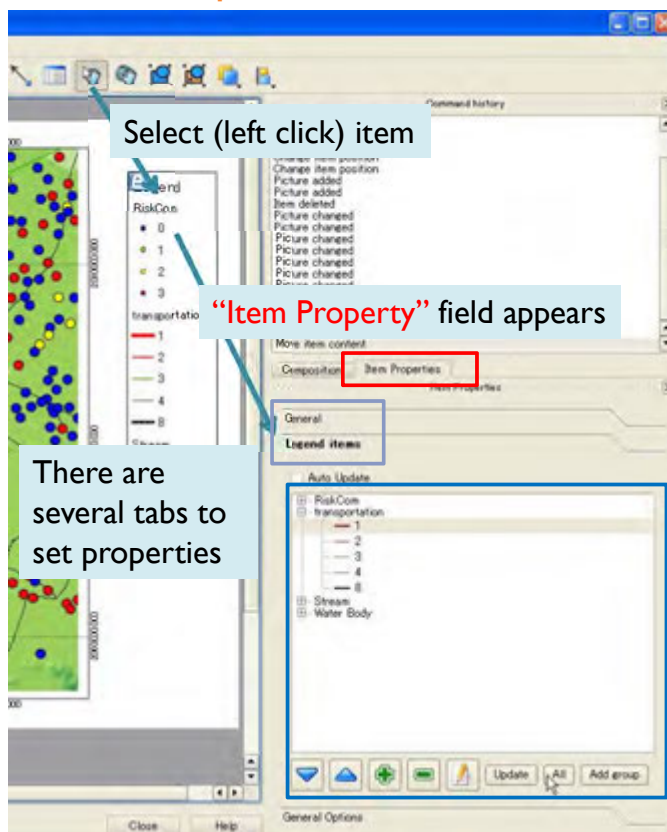 Command history
Select (left click) item
Change item position
Picture added
Picture added
Item deleted
Picture changed
Picture changed
Picture changed
Picture changed
Picture changed
Picture changed
Legend
RiskCom
0
1
2
3
transportation
1
2
3
4
8
Stream
"Item Property" field appears
Move item content
Composition
Item Properties
Item Properties
General
Legend items
There are
several tabs to
set properties
Auto Update
RiskCom
transportation
1
2
3
4
8
Stream
Water Body
Update
All
Add group
Close
Help
General Options